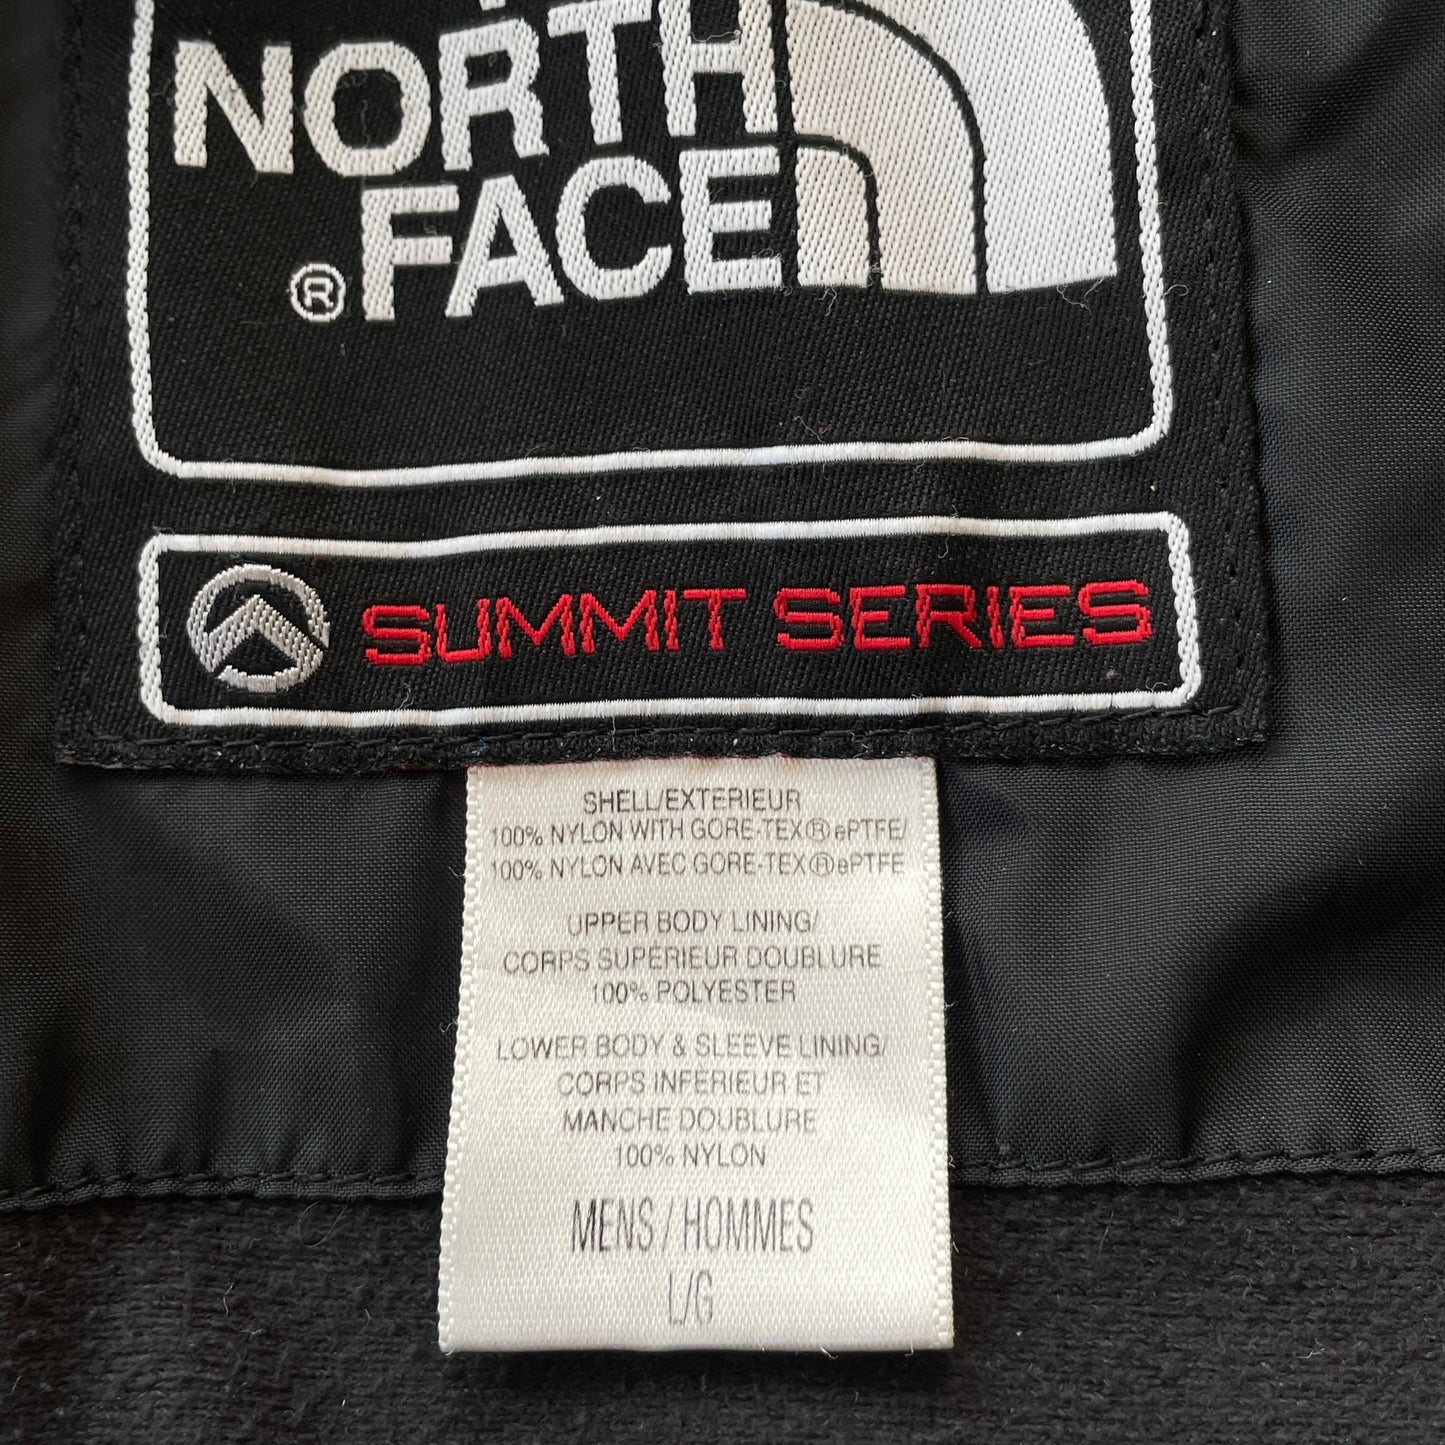 NORTH
® FACE
SUMMIT SERIES
SHELL/EXTERIEUR
100% NYLON WITH GORE-TEX® ePTFE/
100% NYLON AVEC GORE-TEX® ePTFE
UPPER BODY LINING/
CORPS SUPERIEUR DOUBLURE
100% POLYESTER
LOWER BODY & SLEEVE LINING/
CORPS INFERIEUR ET
MANCHE DOUBLURE
100% NYLON
MENS / HOMMES
L/G